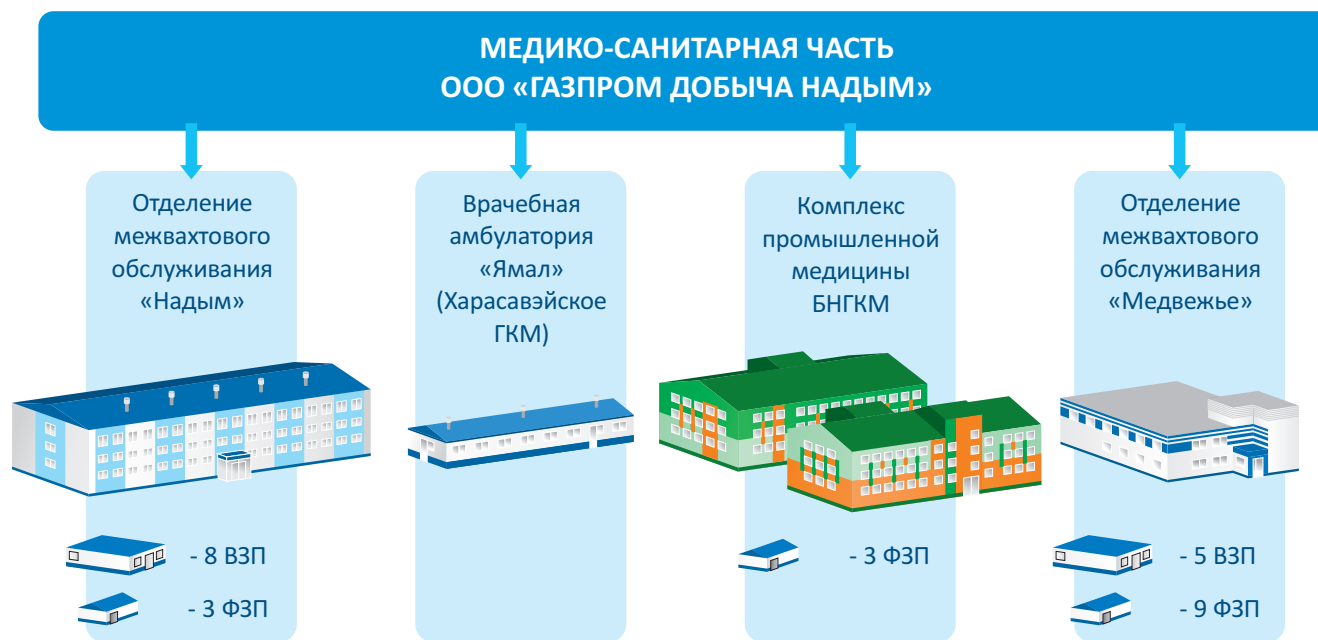 МЕДИКО-САНИТАРНАЯ ЧАСТЬ
ООО «ГАЗПРОМ ДОБЫЧА НАДЫМ»
Отделение
межвахтового
обслуживания
«Надым»
- 8 ВЗП
- 3 ФЗП
Врачебная
амбулатория
«Ямал»
(Харасавэйское
ГКМ)
Комплекс
промышленной
медицины
БНГКМ
- 3 ФЗП
Отделение
межвахтового
обслуживания
«Медвежье»
- 5 ВЗП
- 9 ФЗП